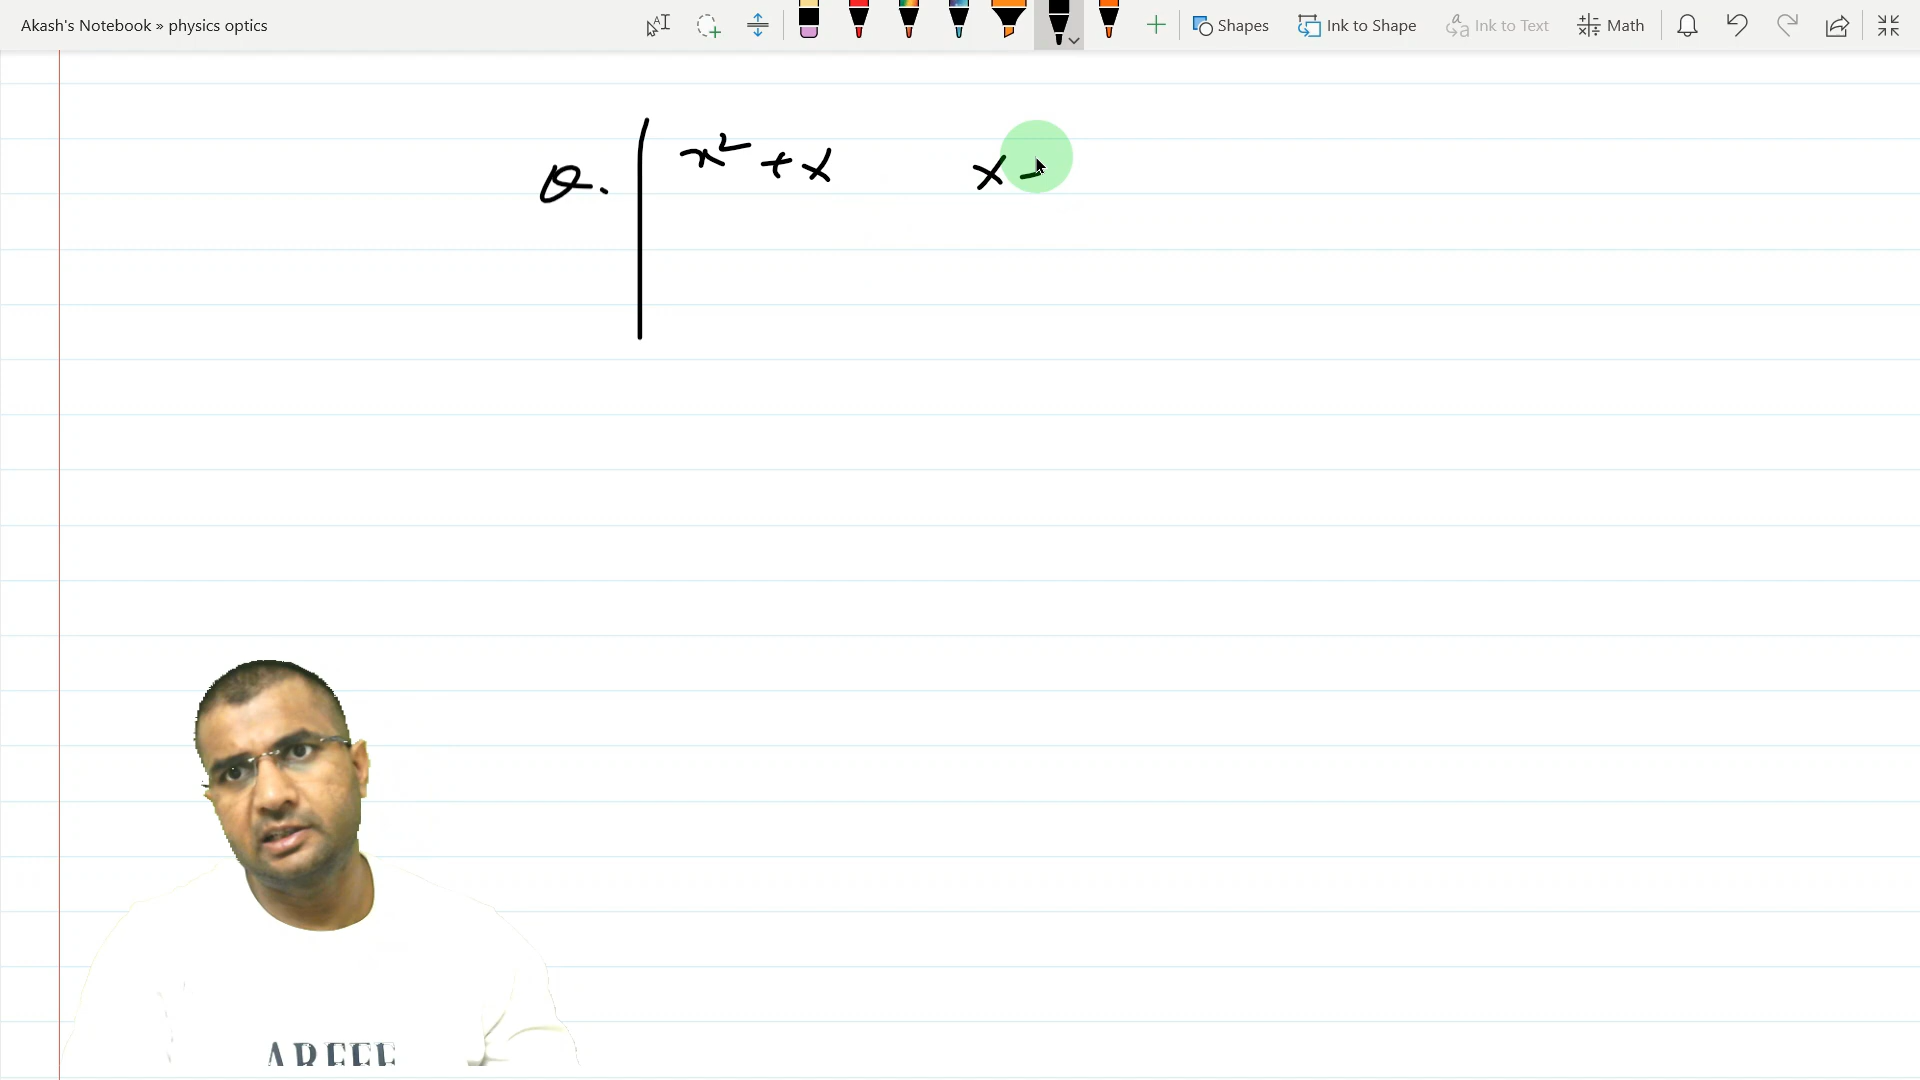 Akash's Notebook » physics optics
Shapes
Ink to Shape
Ink to Text
Math
Q. | x² + x x -